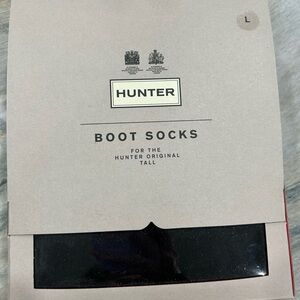 L
HUNTER
BOOT SOCKS
FOR THE
HUNTER ORIGINAL
TALL